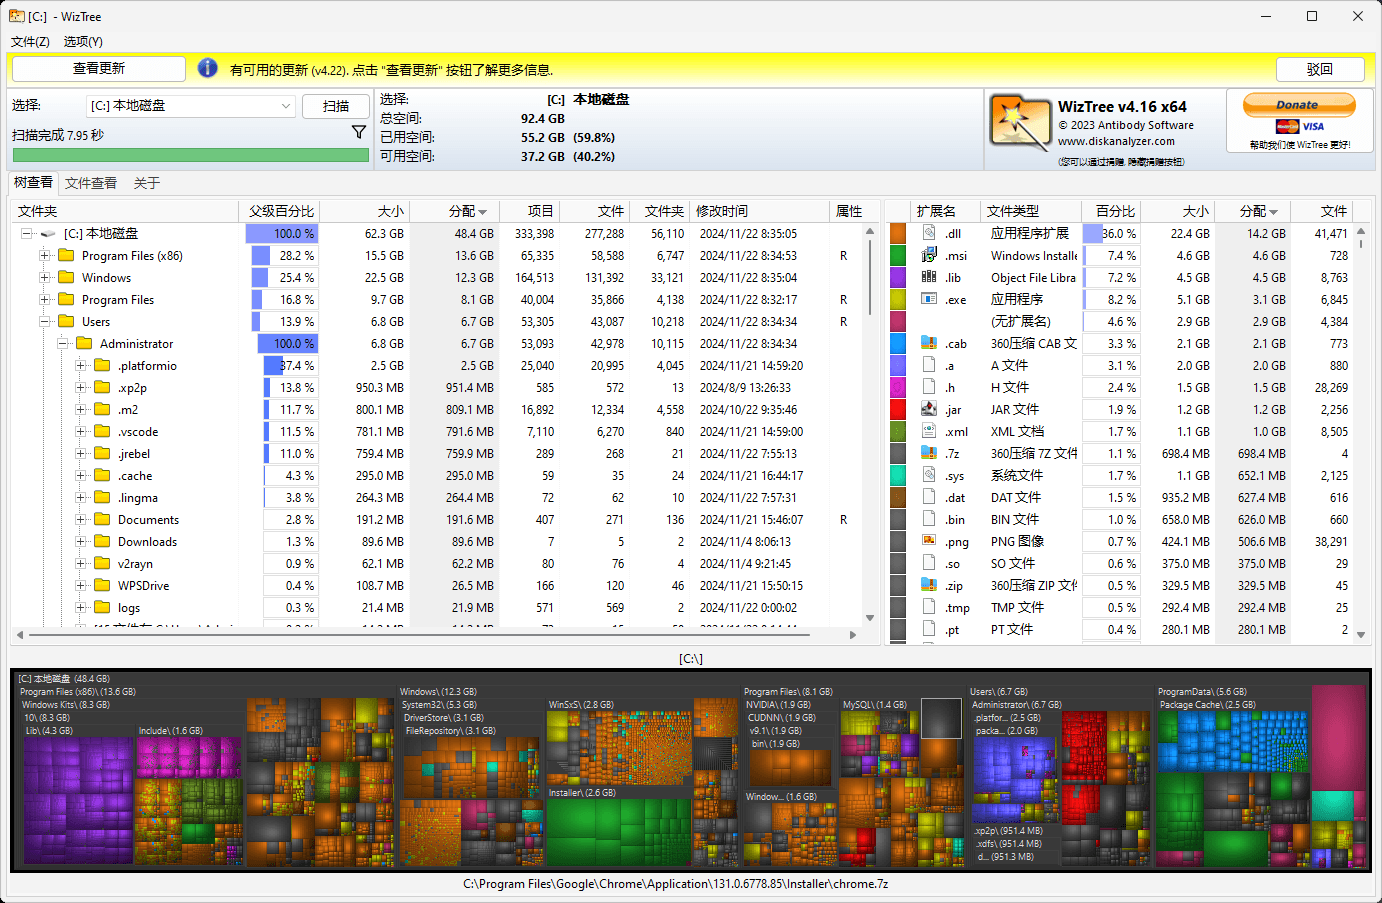 [C:] - WizTree
文件(Z) 选项(Y)
查看更新 有可用的更新 (v4.22). 点击 "查看更新" 按钮了解更多信息. 驳回
选择: [C:] 本地磁盘 扫描
扫描完成 7.95 秒
选择: [C:] 本地磁盘
总空间: 92.4 GB
已用空间: 55.2 GB (59.8%)
可用空间: 37.2 GB (40.2%)
WizTree v4.16 x64
© 2023 Antibody Software
www.diskanalyzer.com
(您可以通过捐赠, 隐藏捐赠按钮)
Donate
MasterCard VISA
帮助我们使 WizTree 更好!
树查看 文件查看 关于
文件夹 父级百分比 大小 分配 项目 文件 文件夹 修改时间 属性
[C:] 本地磁盘 100.0 % 62.3 GB 48.4 GB 333,398 277,288 56,110 2024/11/22 8:35:05
Program Files (x86) 28.2 % 15.5 GB 13.6 GB 65,335 58,588 6,747 2024/11/22 8:34:53 R
Windows 25.4 % 22.5 GB 12.3 GB 164,513 131,392 33,121 2024/11/22 8:35:04
Program Files 16.8 % 9.7 GB 8.1 GB 40,004 35,866 4,138 2024/11/22 8:32:17 R
Users 13.9 % 6.8 GB 6.7 GB 53,305 43,087 10,218 2024/11/22 8:34:34 R
Administrator 100.0 % 6.8 GB 6.7 GB 53,093 42,978 10,115 2024/11/22 8:34:34
.platformio 37.4 % 2.5 GB 2.5 GB 25,040 20,995 4,045 2024/11/21 14:59:20
.xp2p 13.8 % 950.3 MB 951.4 MB 585 572 13 2024/8/9 13:26:33
.m2 11.7 % 800.1 MB 809.1 MB 16,892 12,334 4,558 2024/10/22 9:35:46
.vscode 11.5 % 781.1 MB 791.6 MB 7,110 6,270 840 2024/11/21 14:59:00
.jrebel 11.0 % 759.4 MB 759.9 MB 289 268 21 2024/11/22 7:55:13
.cache 4.3 % 295.0 MB 295.0 MB 59 35 24 2024/11/21 16:44:17
.lingma 3.8 % 264.3 MB 264.4 MB 72 62 10 2024/11/22 7:57:31
Documents 2.8 % 191.2 MB 191.6 MB 407 271 136 2024/11/21 15:46:07 R
Downloads 1.3 % 89.6 MB 89.6 MB 7 5 2 2024/11/4 8:06:13
v2rayn 0.9 % 62.1 MB 62.2 MB 80 76 4 2024/11/4 9:21:45
WPSDrive 0.4 % 108.7 MB 26.5 MB 166 120 46 2024/11/21 15:50:15
logs 0.3 % 21.4 MB 21.9 MB 571 569 2 2024/11/22 0:00:02
扩展名 文件类型 百分比 大小 分配 文件
.dll 应用程序扩展 36.0 % 22.4 GB 14.2 GB 41,471
.msi Windows Installe 7.4 % 4.6 GB 4.6 GB 728
.lib Object File Libra 7.2 % 4.5 GB 4.5 GB 8,763
.exe 应用程序 8.2 % 5.1 GB 3.1 GB 6,845
(无扩展名) 4.6 % 2.9 GB 2.9 GB 4,384
.cab 360压缩 CAB 文 3.3 % 2.1 GB 2.1 GB 773
.a A 文件 3.1 % 2.0 GB 2.0 GB 880
.h H 文件 2.4 % 1.5 GB 1.5 GB 28,269
.jar JAR 文件 1.9 % 1.2 GB 1.2 GB 2,256
.xml XML 文档 1.7 % 1.1 GB 1.0 GB 8,505
.7z 360压缩 7Z 文件 1.1 % 698.4 MB 698.4 MB 4
.sys 系统文件 1.7 % 1.1 GB 652.1 MB 2,125
.dat DAT 文件 1.5 % 935.2 MB 627.4 MB 616
.bin BIN 文件 1.0 % 658.0 MB 626.0 MB 660
.png PNG 图像 0.7 % 424.1 MB 506.6 MB 38,291
.so SO 文件 0.6 % 375.0 MB 375.0 MB 29
.zip 360压缩 ZIP 文件 0.5 % 329.5 MB 329.5 MB 45
.tmp TMP 文件 0.5 % 292.4 MB 292.4 MB 25
.pt PT 文件 0.4 % 280.1 MB 280.1 MB 2
[C:\]
[C:] 本地磁盘 (48.4 GB)
Program Files (x86)\ (13.6 GB)
Windows Kits\ (8.3 GB)
10\ (8.3 GB)
Lib\ (4.3 GB)
Include\ (1.6 GB)
Windows\ (12.3 GB)
System32\ (5.3 GB)
DriverStore\ (3.1 GB)
FileRepository\ (3.1 GB)
WinSxS\ (2.8 GB)
Installer\ (2.6 GB)
Program Files\ (8.1 GB)
NVIDIA\ (1.9 GB)
CUDNN\ (1.9 GB)
v9.1\ (1.9 GB)
bin\ (1.9 GB)
Window... (1.6 GB)
MySQL\ (1.4 GB)
Users\ (6.7 GB)
Administrator\ (6.7 GB)
.platfor... (2.5 GB)
packa... (2.0 GB)
.xp2p\ (951.4 MB)
.xdfs\ (951.4 MB)
d... (951.3 MB)
ProgramData\ (5.6 GB)
Package Cache\ (2.5 GB)
C:\Program Files\Google\Chrome\Application\131.0.6778.85\Installer\chrome.7z